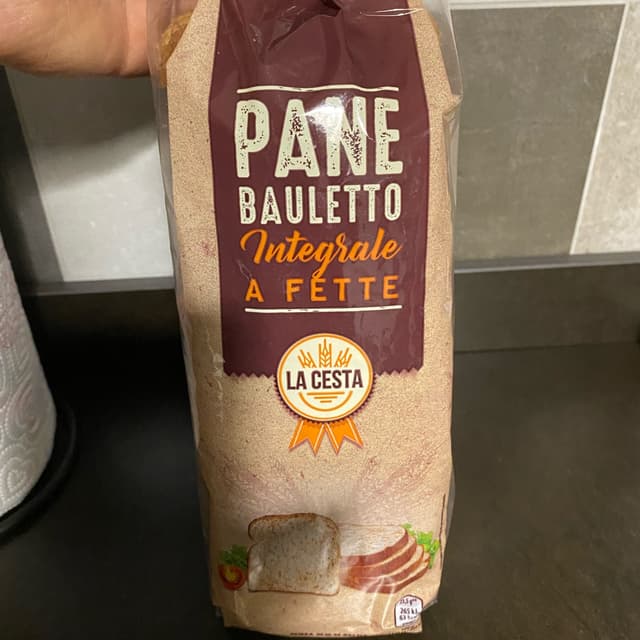 PANE
BAULETTO
Integrale
A FETTE
LA CESTA